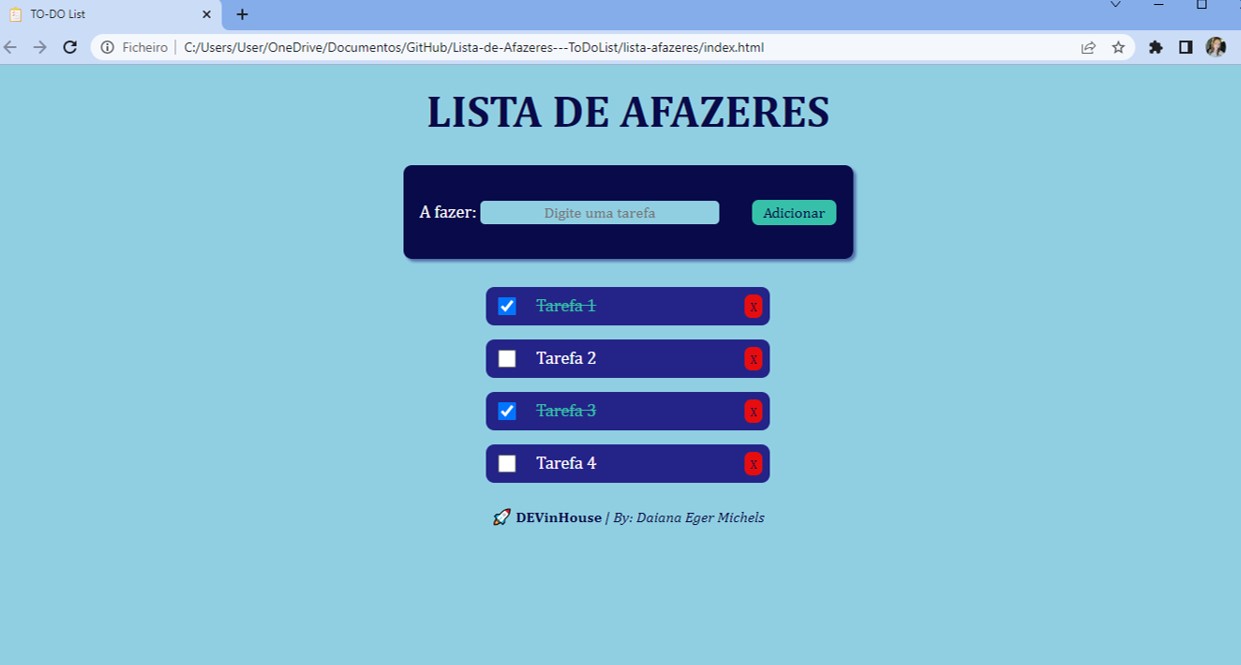 TO-DO List
Ficheiro | C:/Users/User/OneDrive/Documentos/GitHub/Lista-de-Afazeres---ToDoList/lista-afazeres/index.html
LISTA DE AFAZERES
A fazer: Digite uma tarefa Adicionar
Tarefa 1 X
Tarefa 2 X
Tarefa 3 X
Tarefa 4 X
DEVinHouse | By: Daiana Eger Michels